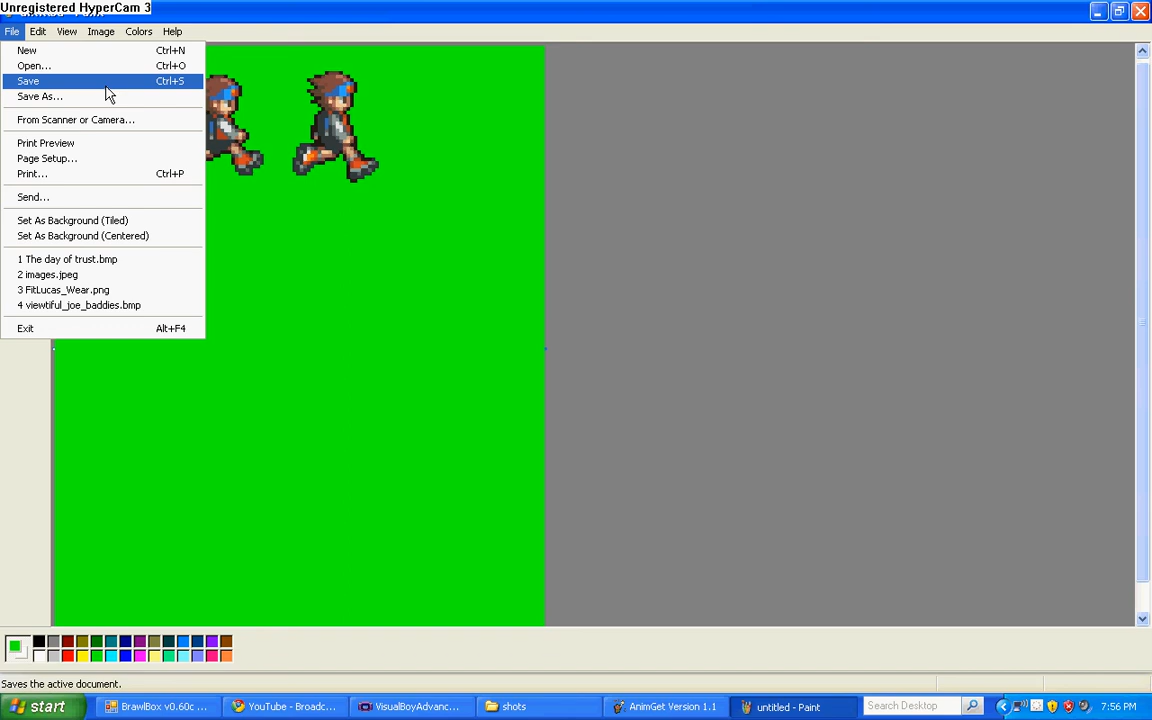 Unregistered HyperCam 3
File Edit View Image Colors Help
New Ctrl+N
Open... Ctrl+O
Save Ctrl+S
Save As...
From Scanner or Camera...
Print Preview
Page Setup...
Print... Ctrl+P
Send...
Set As Background (Tiled)
Set As Background (Centered)
1 The day of trust.bmp
2 images.jpeg
3 FitLucas_Wear.png
4 viewtiful_joe_baddies.bmp
Exit Alt+F4
Saves the active document.
start BrawlBox v0.60c ... YouTube - Broadc... VisualBoyAdvanc... shots AnimGet Version 1.1 untitled - Paint Search Desktop 7:56 PM